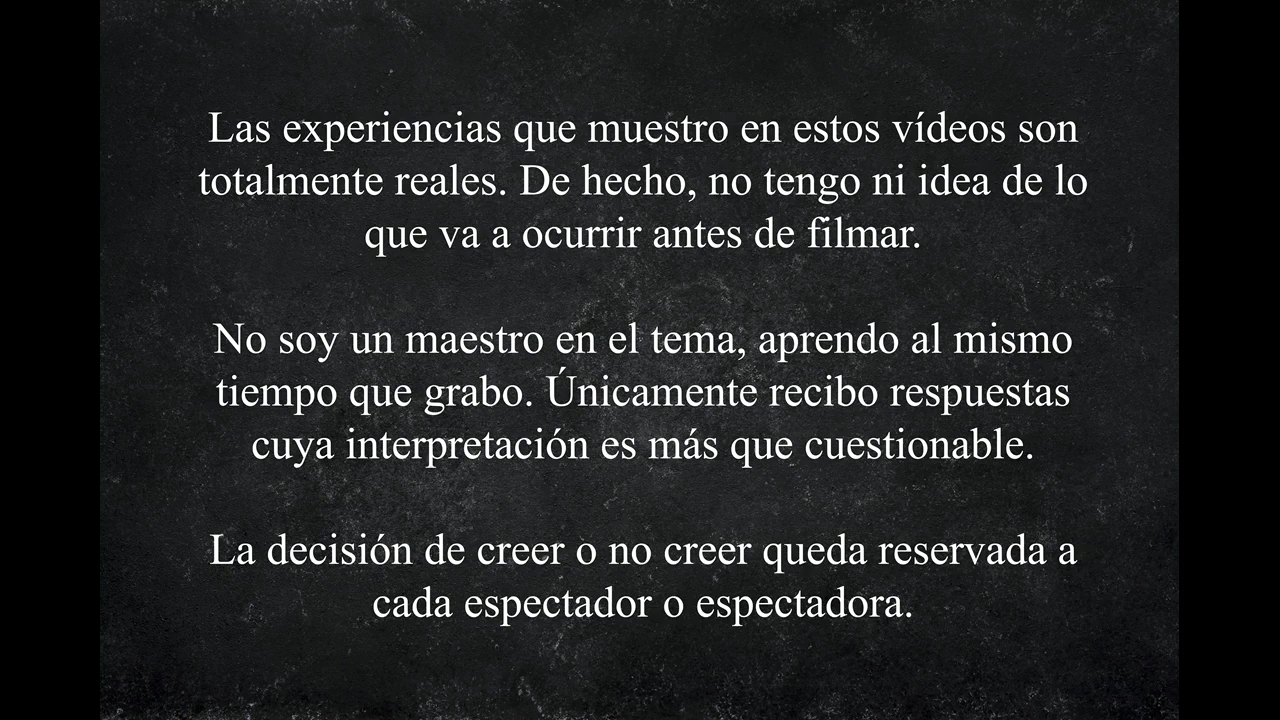 Las experiencias que muestro en estos vídeos son
totalmente reales. De hecho, no tengo ni idea de lo
que va a ocurrir antes de filmar.
No soy un maestro en el tema, aprendo al mismo
tiempo que grabo. Únicamente recibo respuestas
cuya interpretación es más que cuestionable.
La decisión de creer o no creer queda reservada a
cada espectador o espectadora.